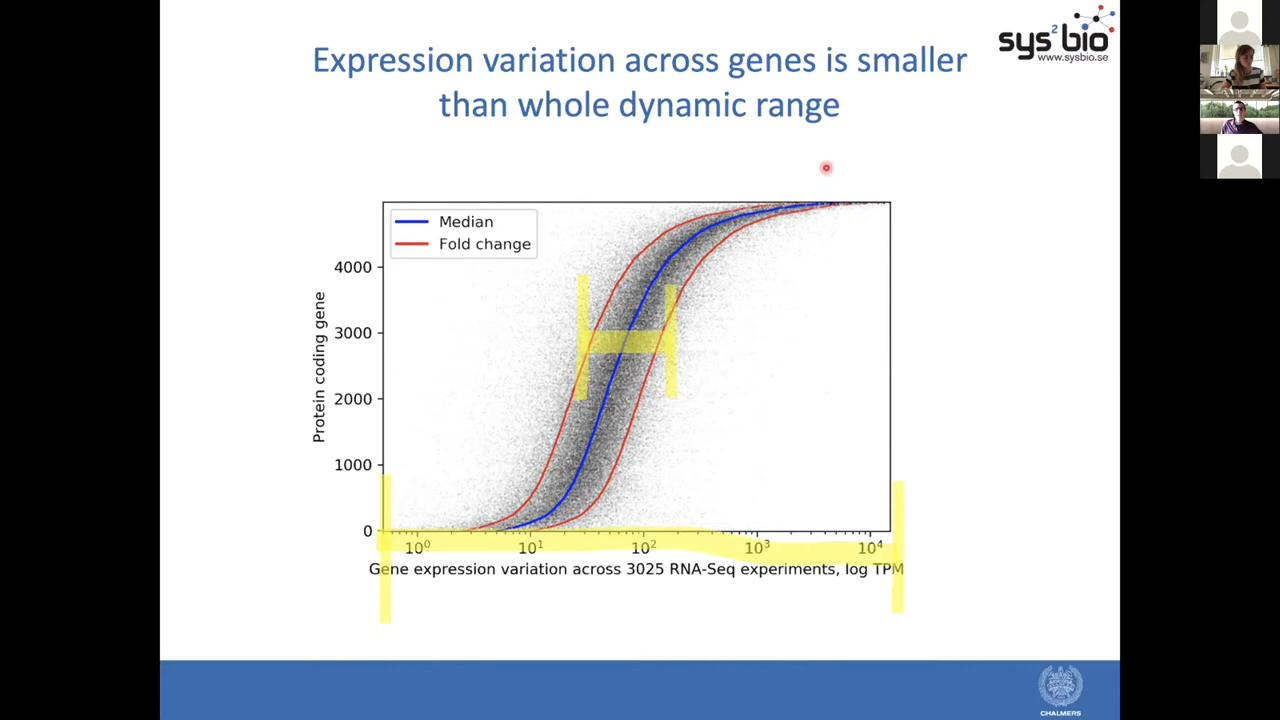 Expression variation across genes is smaller
than whole dynamic range
sys2bio
www.sysbio.se
Median
Fold change
4000
3000
2000
1000
0
Protein coding gene
10^0 10^1 10^2 10^3 10^4
Gene expression variation across 3025 RNA-Seq experiments, log TPM
CHALMERS